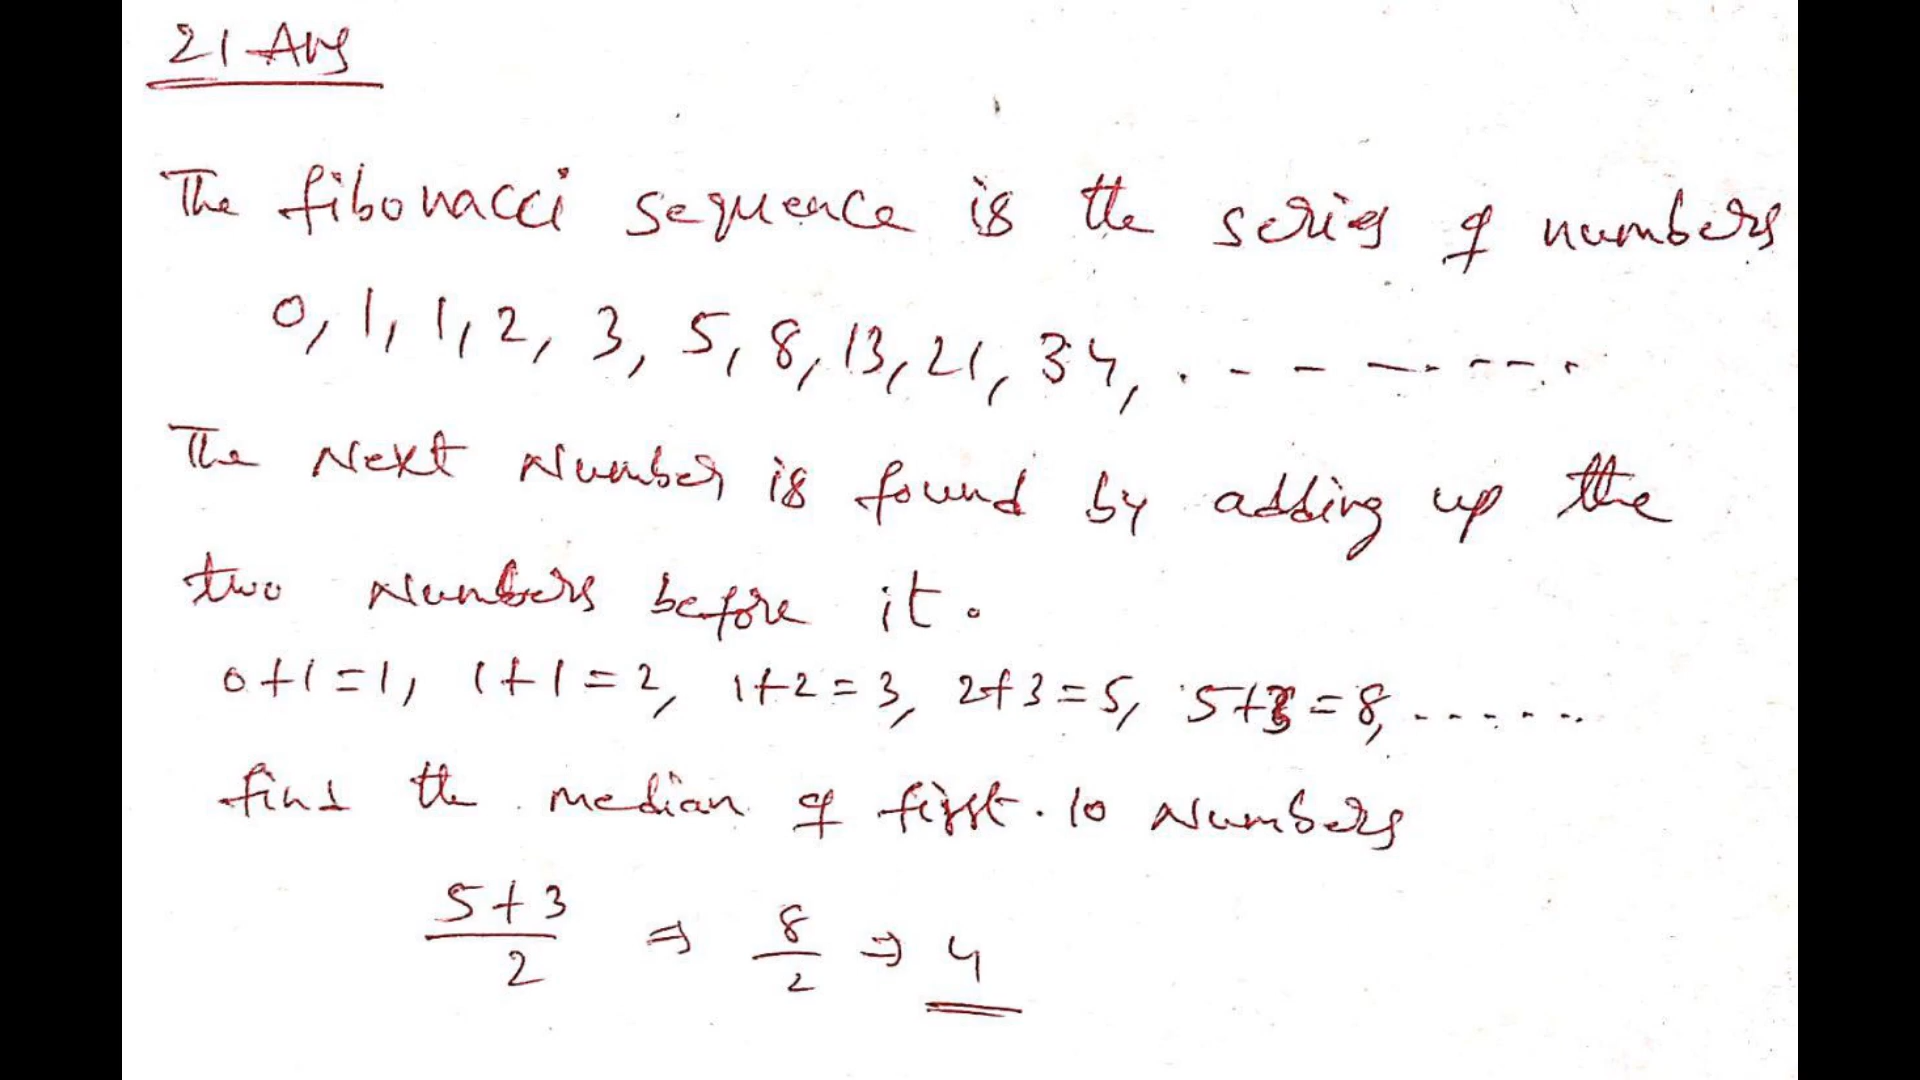 21 Aug
The fibonacci sequence is the series of numbers
0, 1, 1, 2, 3, 5, 8, 13, 21, 34, . - - - - - - - .
The Next Number is found by adding up the
two Numbers before it.
0+1=1, 1+1=2, 1+2=3, 2+3=5, 5+3=8, ......
find the median of first 10 Numbers
5+3/2 ⇒ 8/2 ⇒ 4